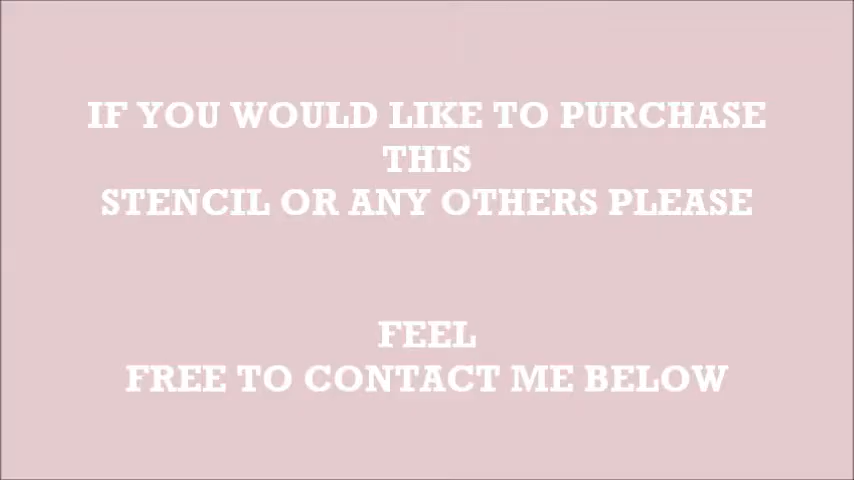 IF YOU WOULD LIKE TO PURCHASE
THIS
STENCIL OR ANY OTHERS PLEASE
FEEL
FREE TO CONTACT ME BELOW